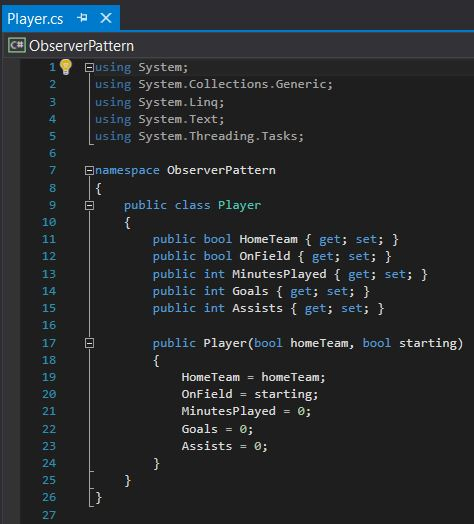 Player.cs
C# ObserverPattern
1 using System;
2 using System.Collections.Generic;
3 using System.Linq;
4 using System.Text;
5 using System.Threading.Tasks;
6
7 namespace ObserverPattern
8 {
9 public class Player
10 {
11 public bool HomeTeam { get; set; }
12 public bool OnField { get; set; }
13 public int MinutesPlayed { get; set; }
14 public int Goals { get; set; }
15 public int Assists { get; set; }
16
17 public Player(bool homeTeam, bool starting)
18 {
19 HomeTeam = homeTeam;
20 OnField = starting;
21 MinutesPlayed = 0;
22 Goals = 0;
23 Assists = 0;
24 }
25 }
26 }
27